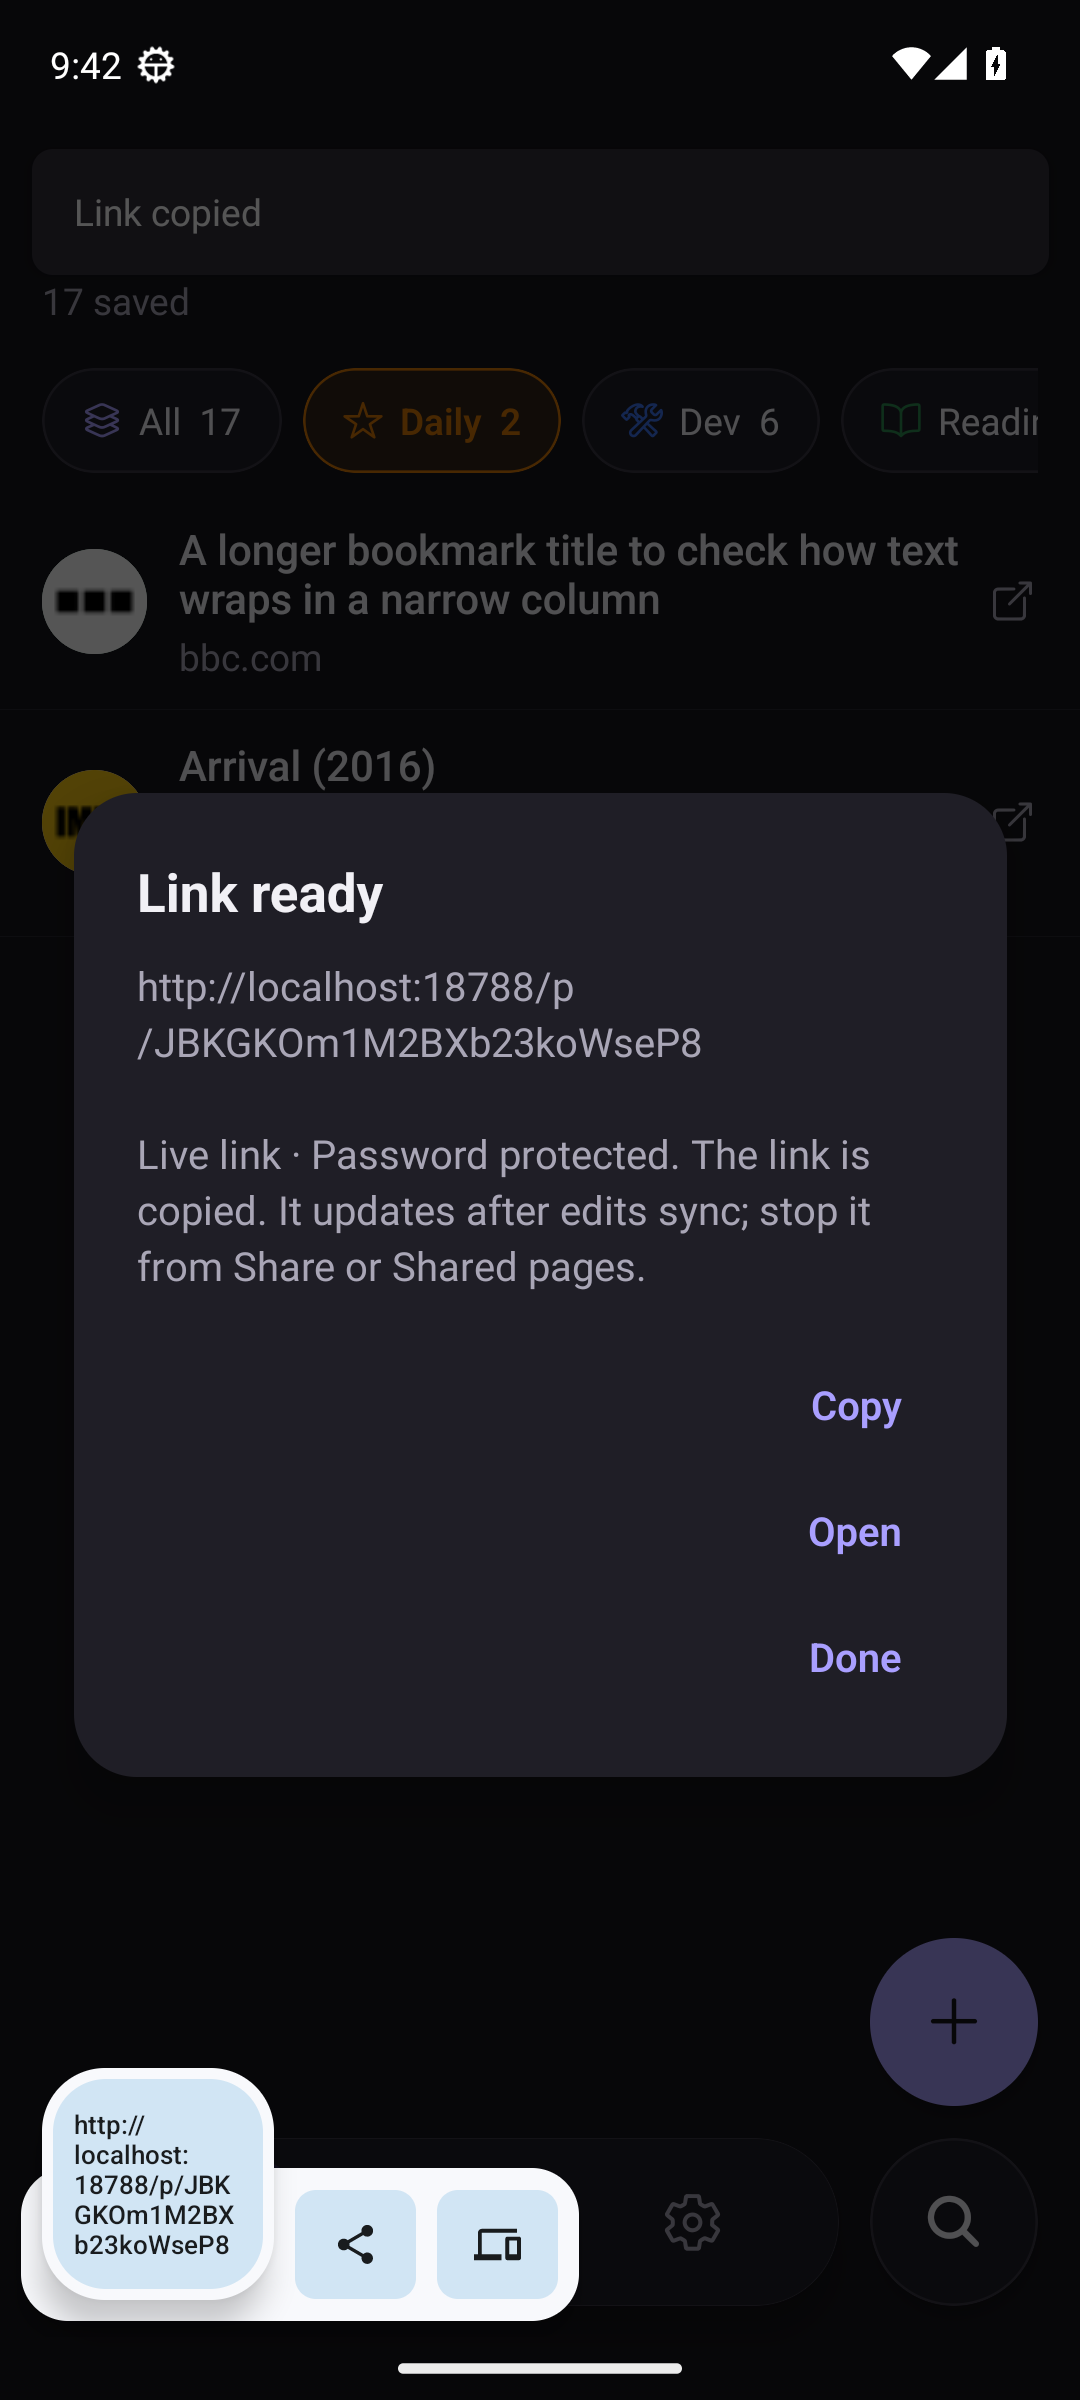 9:42
Link copied
17 saved
All 17
Daily 2
Dev 6
Readin
A longer bookmark title to check how text
wraps in a narrow column
bbc.com
Arrival (2016)
IM
Link ready
http://localhost:18788/p
/JBKGKOm1M2BXb23koWseP8
Live link · Password protected. The link is
copied. It updates after edits sync; stop it
from Share or Shared pages.
Copy
Open
Done
http://
localhost:
18788/p/JBK
GKOm1M2BX
b23koWseP8